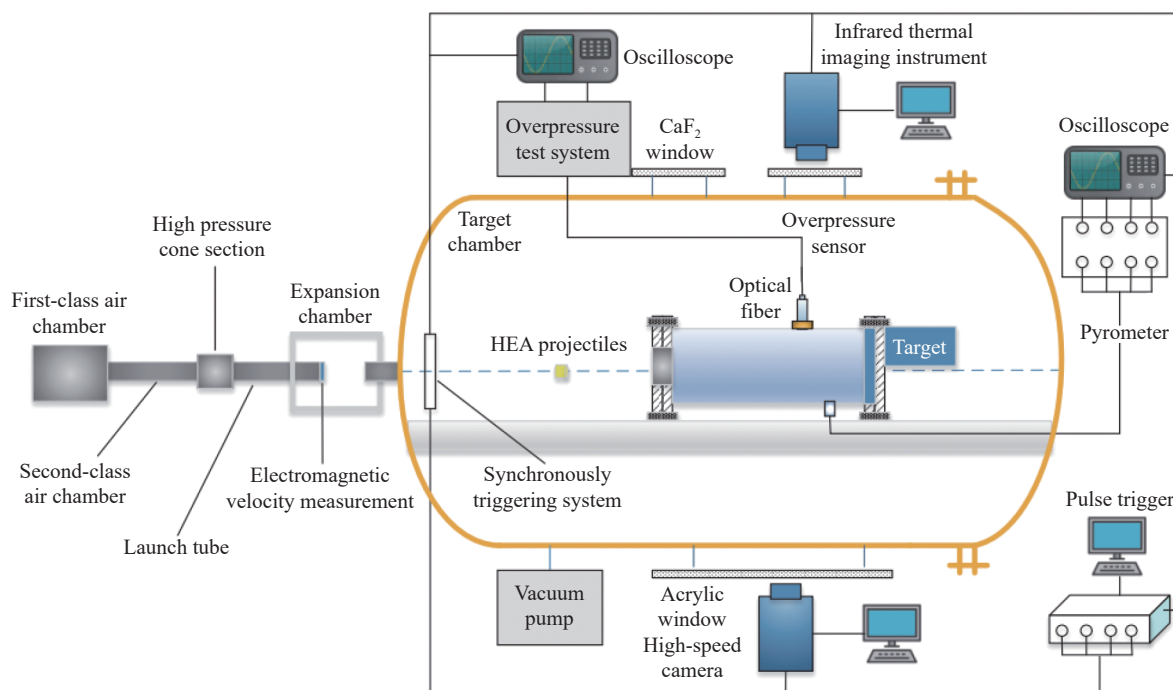 Oscilloscope
Infrared thermal
imaging instrument
Overpressure
test system
CaF₂
window
Oscilloscope
High pressure
cone section
Target
chamber
Overpressure
sensor
First-class air
chamber
Expansion
chamber
Optical
fiber
HEA projectiles
Target
Pyrometer
Second-class
air chamber
Electromagnetic
velocity measurement
Synchronously
triggering system
Launch tube
Pulse trigger
Vacuum
pump
Acrylic
window
High-speed
camera